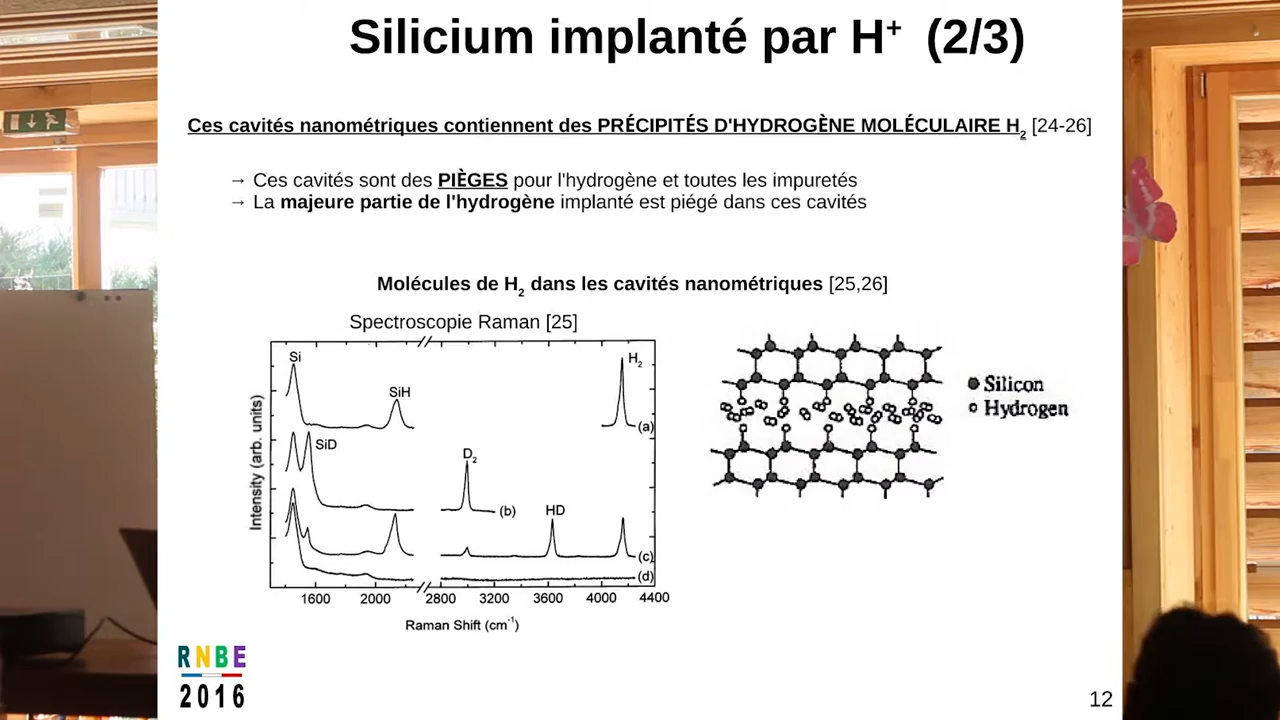 Silicium implanté par H⁺ (2/3)
Ces cavités nanométriques contiennent des PRÉCIPITÉS D'HYDROGÈNE MOLÉCULAIRE H₂ [24-26]
→ Ces cavités sont des PIÈGES pour l'hydrogène et toutes les impuretés
→ La majeure partie de l'hydrogène implanté est piégé dans ces cavités
Molécules de H₂ dans les cavités nanométriques [25,26]
Spectroscopie Raman [25]
Intensity (arb. units)
Si
SiH
H₂
(a)
SiD
D₂
(b)
HD
(c)
(d)
1600 2000 2800 3200 3600 4000 4400
Raman Shift (cm⁻¹)
Silicon
Hydrogen
RNBE
2016
12